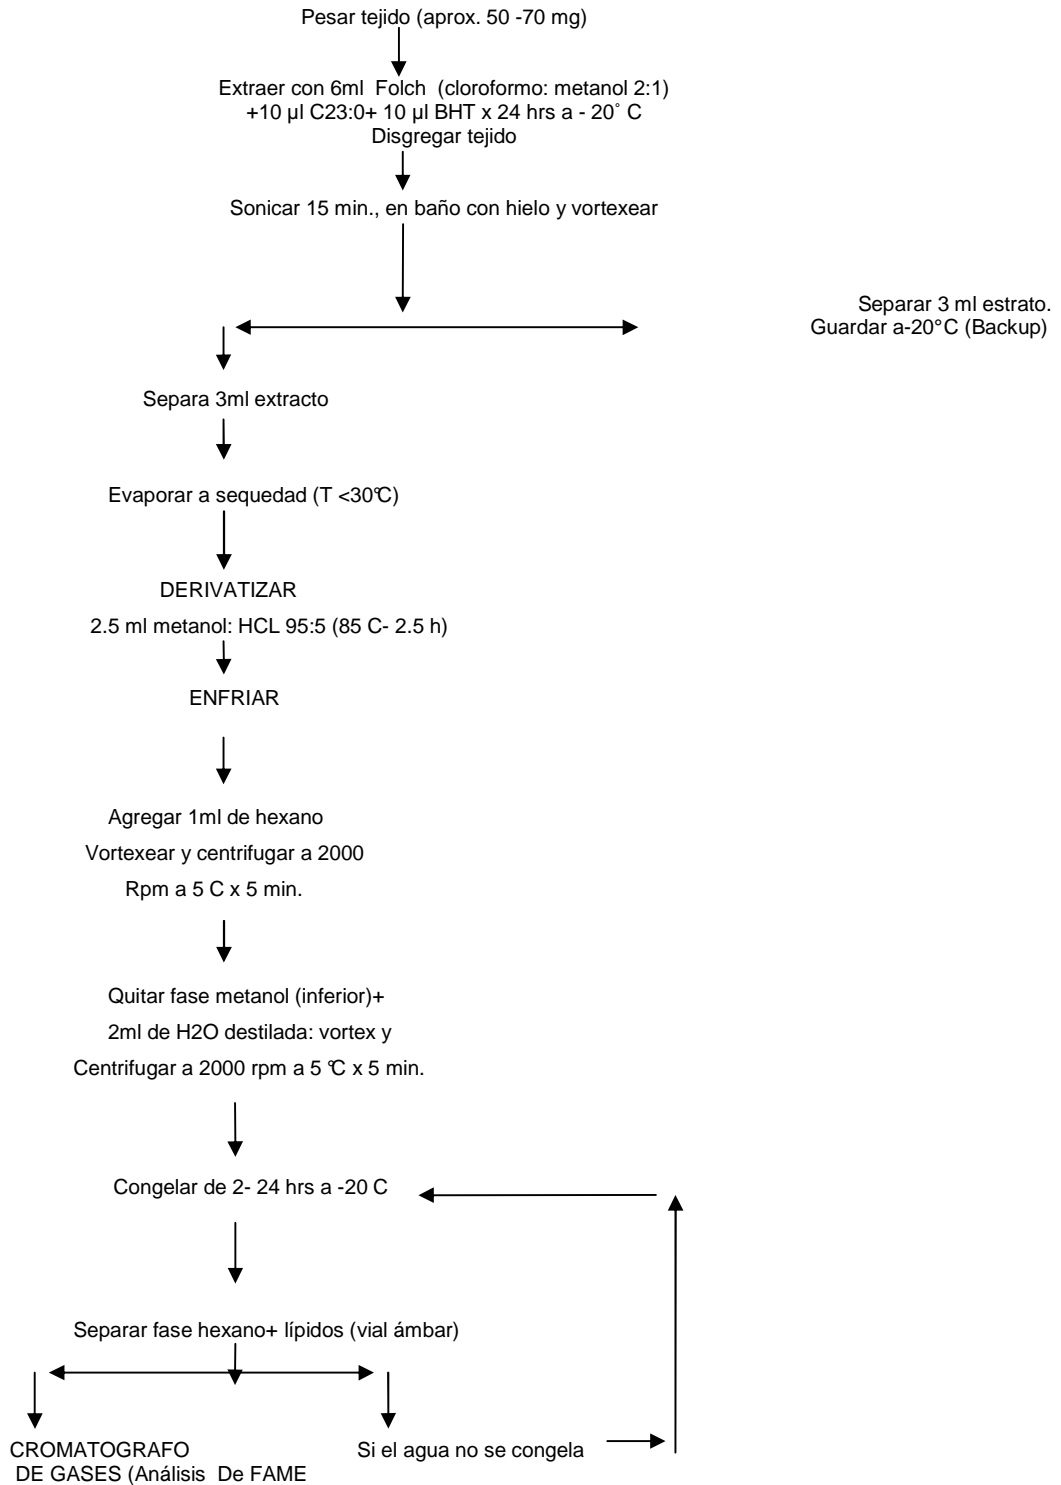 Pesar tejido (aprox. 50 -70 mg)
Extraer con 6ml  Folch  (cloroformo: metanol 2:1)
+10 µl C23:0+ 10 µl BHT x 24 hrs a - 20˚ C
Disgregar tejido
Sonicar 15 min., en baño con hielo y vortexear
Separar 3 ml estrato.
Guardar a-20°C (Backup)
Separa 3ml extracto
Evaporar a sequedad (T <30°C)
DERIVATIZAR
2.5 ml metanol: HCL 95:5 (85 C- 2.5 h)
ENFRIAR
Agregar 1ml de hexano
Vortexear y centrifugar a 2000
Rpm a 5 C x 5 min.
Quitar fase metanol (inferior)+
2ml de H2O destilada: vortex y
Centrifugar a 2000 rpm a 5 °C x 5 min.
Congelar de 2- 24 hrs a -20 C
Separar fase hexano+ lípidos (vial ámbar)
CROMATOGRAFO
DE GASES (Análisis  De FAME
Si el agua no se congela